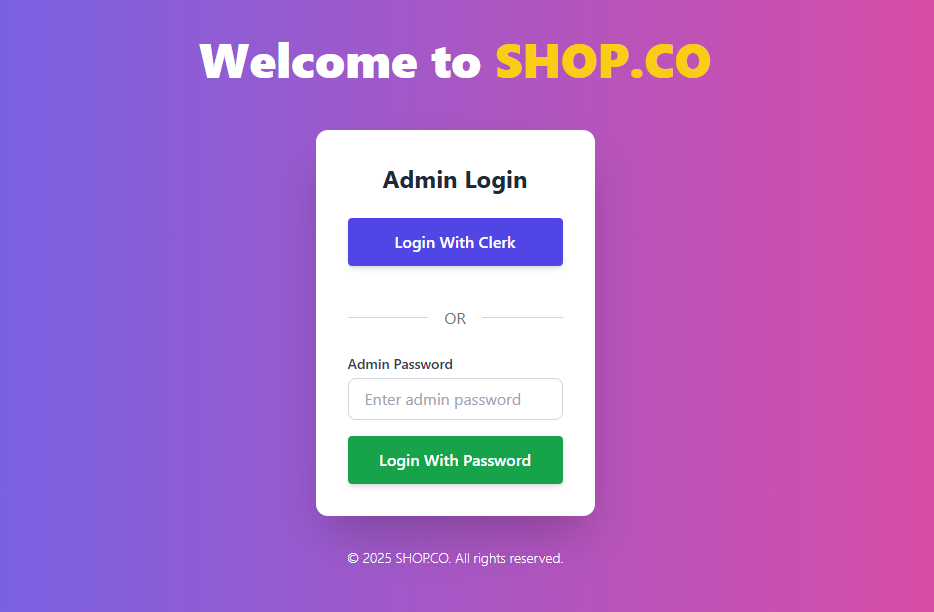 Welcome to SHOP.CO
Admin Login
Login With Clerk
OR
Admin Password
Enter admin password
Login With Password
© 2025 SHOP.CO. All rights reserved.